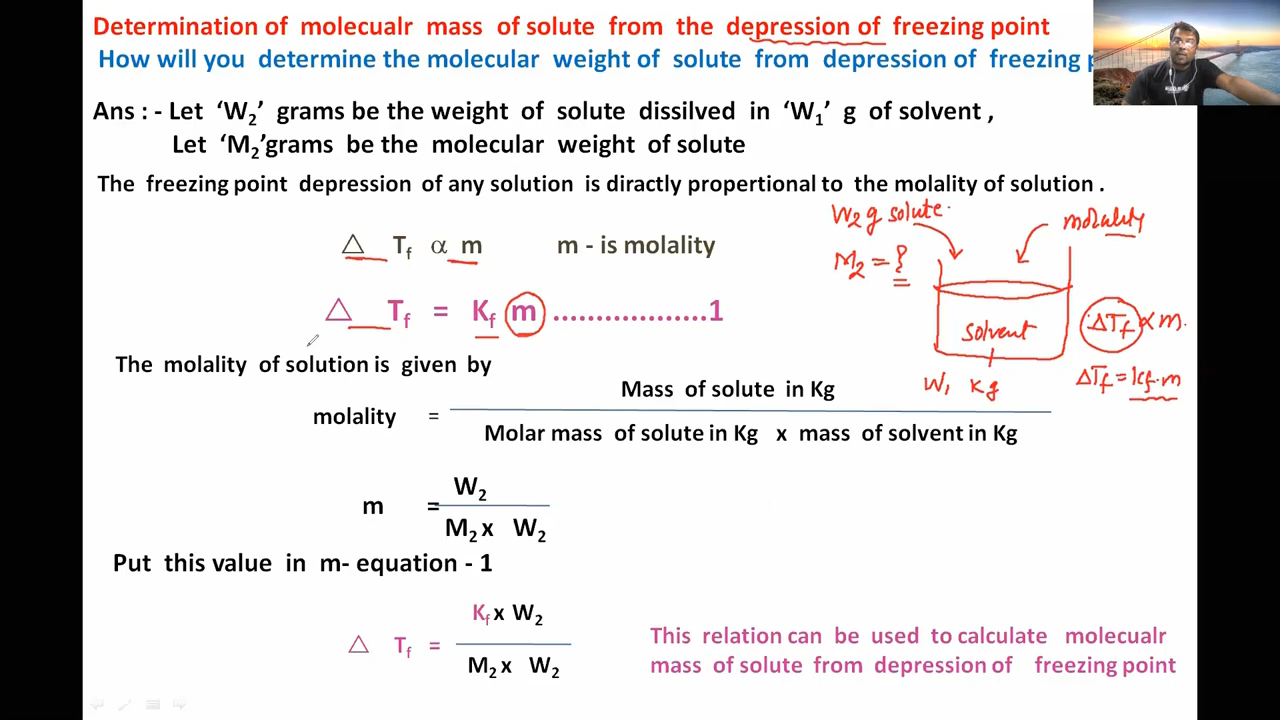 Determination of molecualr mass of solute from the depression of freezing point
How will you determine the molecular weight of solute from depression of freezing
Ans : - Let ‘W₂’ grams be the weight of solute dissilved in ‘W₁’ g of solvent ,
Let ‘M₂’grams be the molecular weight of solute
The freezing point depression of any solution is diractly propertional to the molality of solution .
W₂ g solute.
molality
△ Tf α m m - is molality
M₂ = ?
△ Tf = Kf m ..................1
solvent
ΔTf ∝ m.
The molality of solution is given by
ΔTf = kf.m
W₁ Kg
molality = Mass of solute in Kg
Molar mass of solute in Kg x mass of solvent in Kg
m = W₂
M₂ x W₂
Put this value in m- equation - 1
△ Tf = Kf x W₂
M₂ x W₂
This relation can be used to calculate molecualr
mass of solute from depression of freezing point